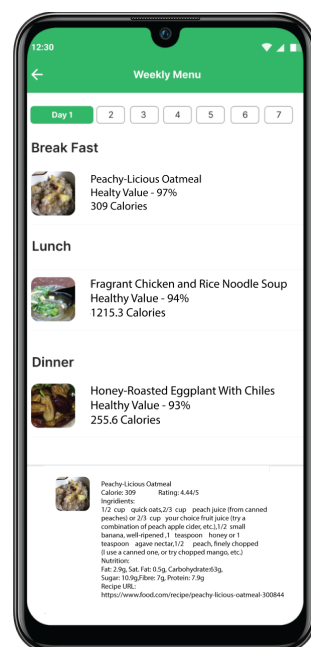 12:30
Weekly Menu
Day 1 2 3 4 5 6 7
Break Fast
Peachy-Licious Oatmeal
Healty Value - 97%
309 Calories
Lunch
Fragrant Chicken and Rice Noodle Soup
Healthy Value - 94%
1215.3 Calories
Dinner
Honey-Roasted Eggplant With Chiles
Healthy Value - 93%
255.6 Calories
Peachy-Licious Oatmeal
Calorie: 309 Rating: 4.44/5
Ingridients:
1/2 cup quick oats,2/3 cup peach juice (from canned
peaches) or 2/3 cup your choice fruit juice (try a
combination of peach apple cider, etc.),1/2 small
banana, well-ripened ,1 teaspoon honey or 1
teaspoon agave nectar,1/2 peach, finely chopped
(I use a canned one, or try chopped mango, etc.)
Nutrition:
Fat: 2.9g, Sat. Fat: 0.5g, Carbohydrate:63g,
Sugar: 10.9g,Fibre: 7g, Protein: 7.9g
Recipe URL:
https://www.food.com/recipe/peachy-licious-oatmeal-300844